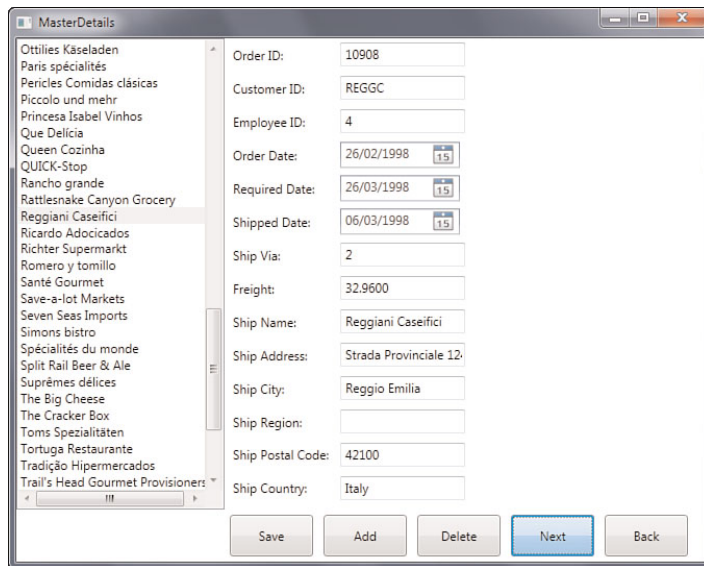 MasterDetails
Ottilies Käseladen
Paris spécialités
Pericles Comidas clásicas
Piccolo und mehr
Princesa Isabel Vinhos
Que Delícia
Queen Cozinha
QUICK-Stop
Rancho grande
Rattlesnake Canyon Grocery
Reggiani Caseifici
Ricardo Adocicados
Richter Supermarkt
Romero y tomillo
Santé Gourmet
Save-a-lot Markets
Seven Seas Imports
Simons bistro
Spécialités du monde
Split Rail Beer & Ale
Suprêmes délices
The Big Cheese
The Cracker Box
Toms Spezialitäten
Tortuga Restaurante
Tradição Hipermercados
Trail's Head Gourmet Provisioners
Order ID: 10908
Customer ID: REGGC
Employee ID: 4
Order Date: 26/02/1998 15
Required Date: 26/03/1998 15
Shipped Date: 06/03/1998 15
Ship Via: 2
Freight: 32.9600
Ship Name: Reggiani Caseifici
Ship Address: Strada Provinciale 124
Ship City: Reggio Emilia
Ship Region:
Ship Postal Code: 42100
Ship Country: Italy
Save Add Delete Next Back